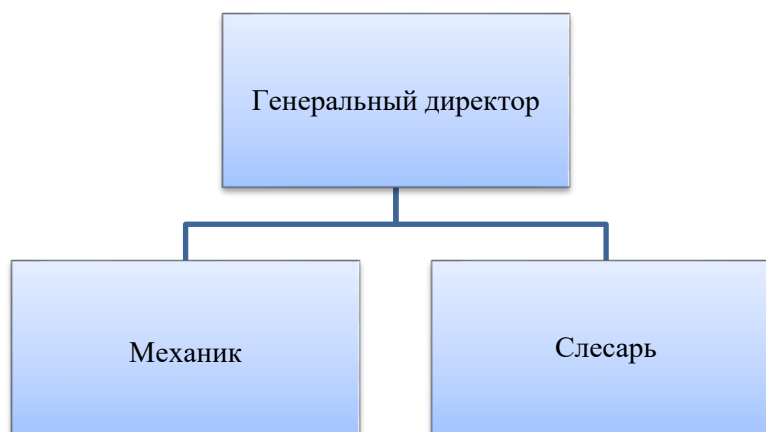 Генеральный директор
Механик
Слесарь